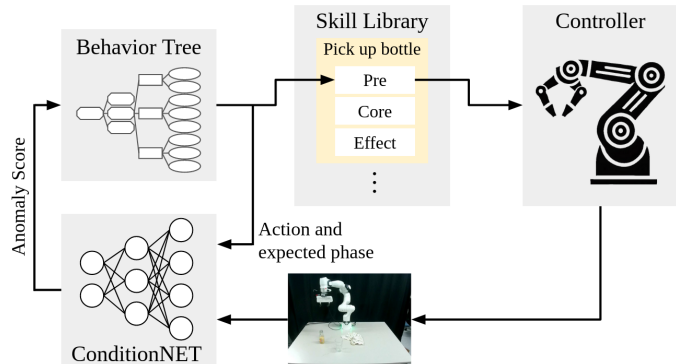 Behavior Tree
Skill Library
Controller
Pick up bottle
Pre
Core
Effect
Anomaly Score
Action and
expected phase
ConditionNET